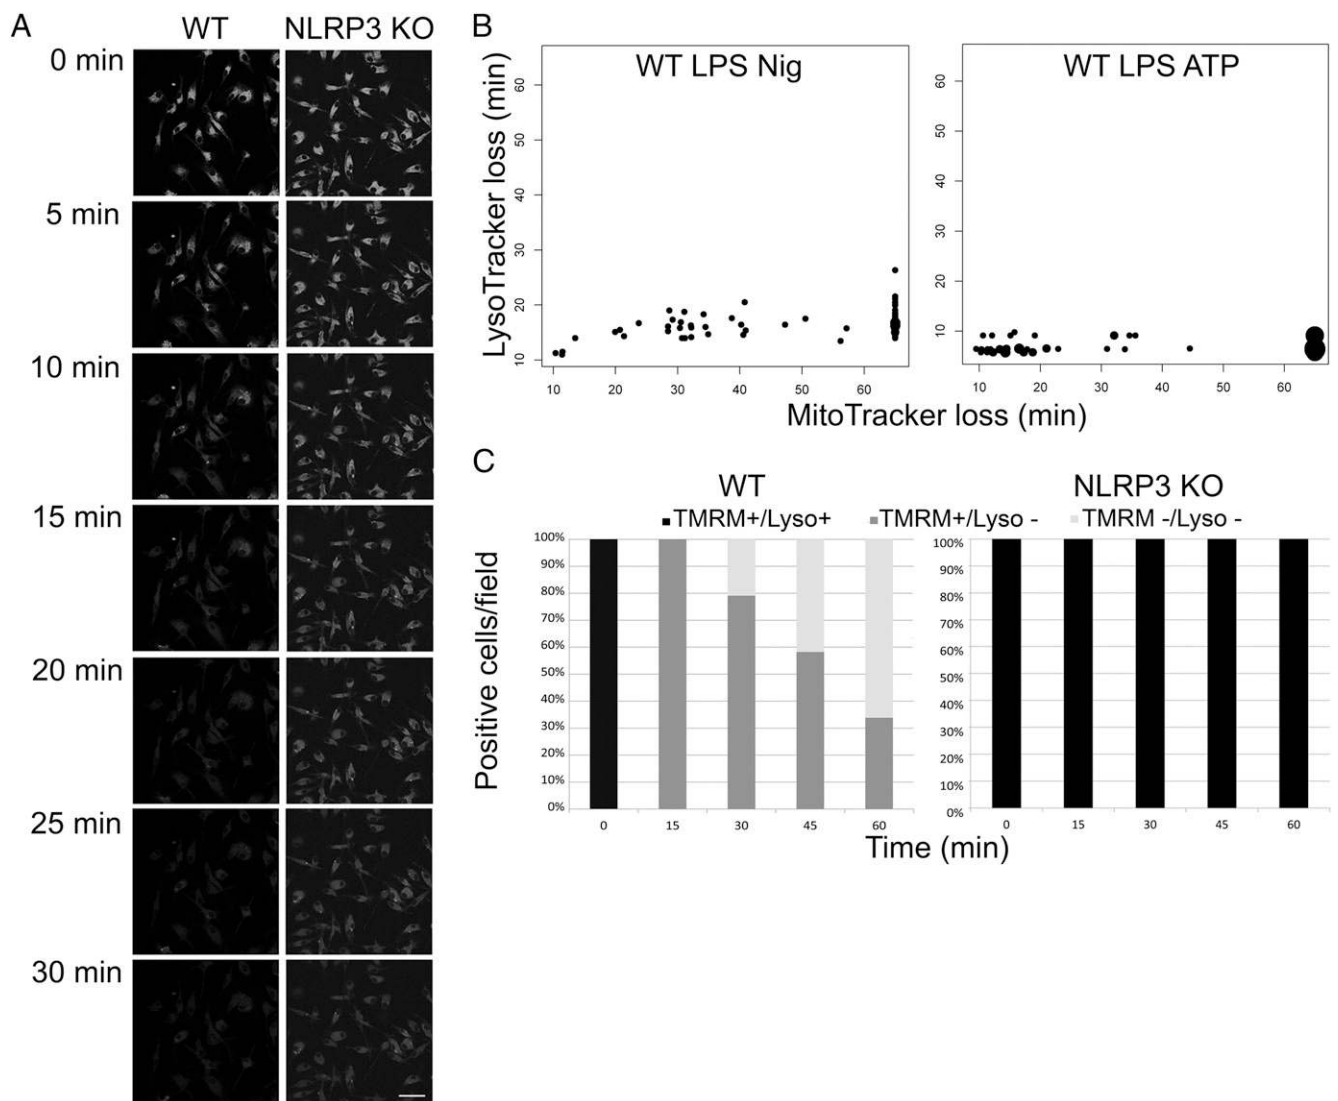 A
WT NLRP3 KO
0 min
5 min
10 min
15 min
20 min
25 min
30 min
B
WT LPS Nig
WT LPS ATP
LysoTracker loss (min)
60
50
40
30
20
10
60
50
40
30
20
10
10 20 30 40 50 60
10 20 30 40 50 60
MitoTracker loss (min)
C
WT NLRP3 KO
TMRM+/Lyso+ TMRM+/Lyso - TMRM -/Lyso -
Positive cells/field
100%
90%
80%
70%
60%
50%
40%
30%
20%
10%
0%
100%
90%
80%
70%
60%
50%
40%
30%
20%
10%
0%
0 15 30 45 60
0 15 30 45 60
Time (min)